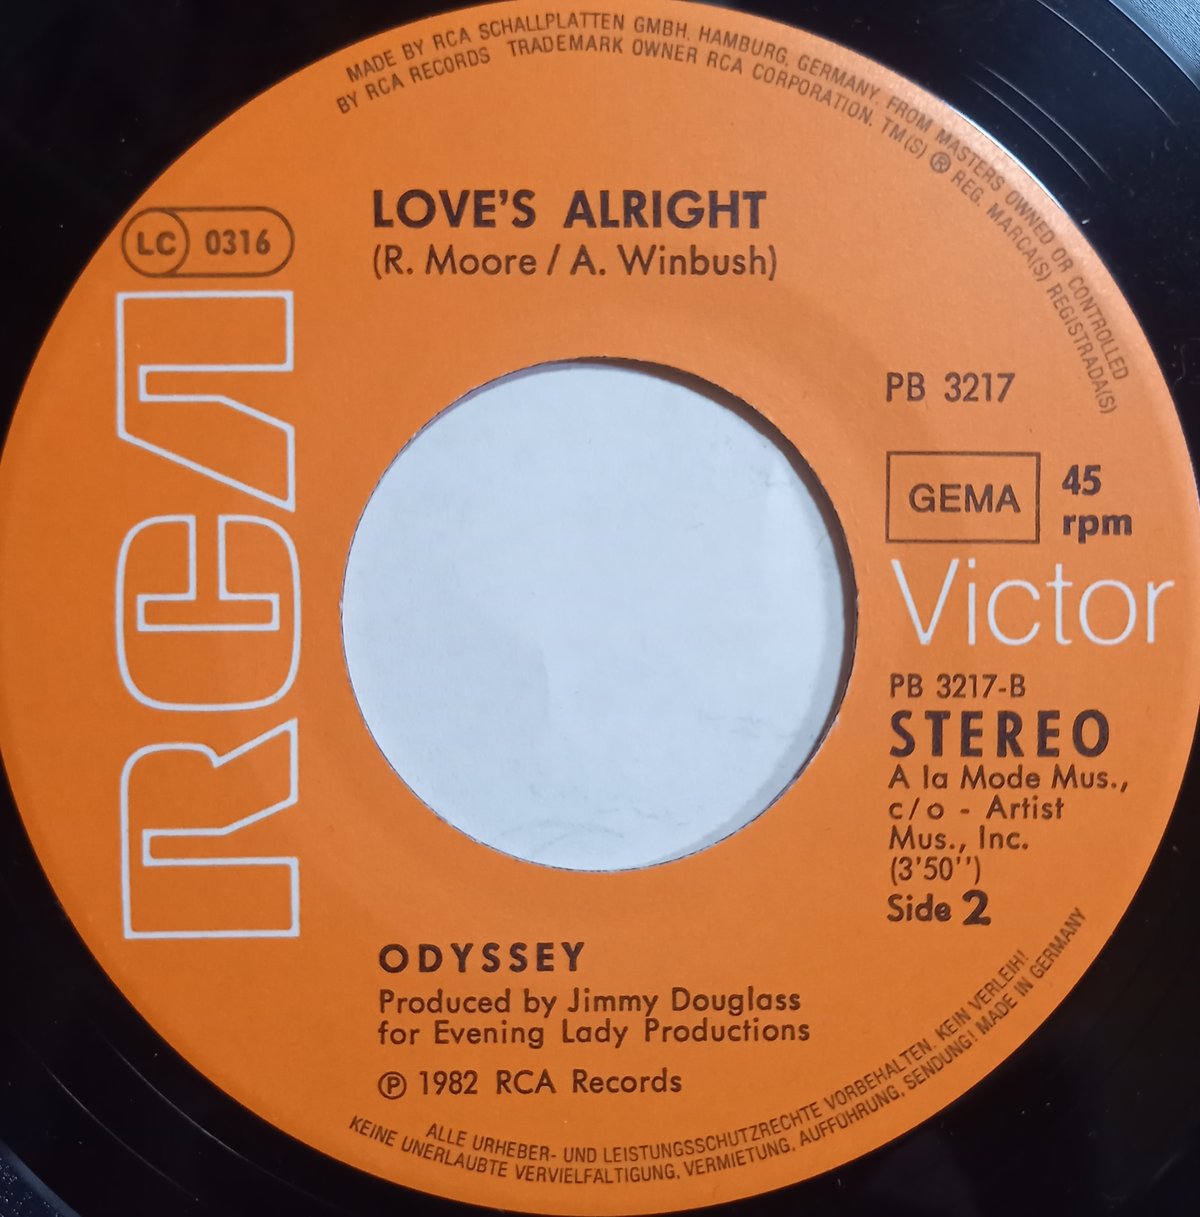 MADE BY RCA SCHALLPLATTEN GMBH, HAMBURG, GERMANY, FROM MASTERS OWNED OR CONTROLLED
BY RCA RECORDS TRADEMARK OWNER RCA CORPORATION. TM(S) ® REG. MARCA(S) REGISTRADA(S)
LOVE'S ALRIGHT
(R. Moore / A. Winbush)
LC 0316
RCA
PB 3217
GEMA
45
rpm
Victor
PB 3217-B
STEREO
A la Mode Mus.,
c/o - Artist
Mus., Inc.
(3'50'')
Side 2
ODYSSEY
Produced by Jimmy Douglass
for Evening Lady Productions
℗ 1982 RCA Records
ALLE URHEBER- UND LEISTUNGSSCHUTZRECHTE VORBEHALTEN. KEIN VERLEIH!
KEINE UNERLAUBTE VERVIELFÄLTIGUNG, VERMIETUNG, AUFFÜHRUNG, SENDUNG! MADE IN GERMANY